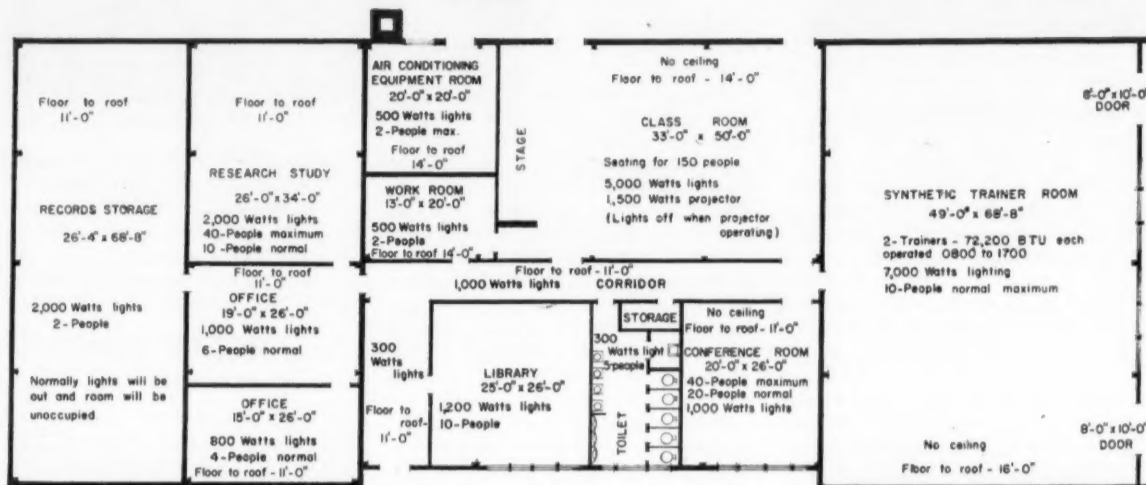 Floor to roof
11'-0"
RECORDS STORAGE
26'-4" x 68'-8"
2,000 Watts lights
2-People
Normally lights will be
out and room will be
unoccupied
Floor to roof
11'-0"
RESEARCH STUDY
26'-0" x 34'-0"
2,000 Watts lights
40-People maximum
10-People normal
Floor to roof
11'-0"
OFFICE
19'-0" x 26'-0"
1,000 Watts lights
6-People normal
OFFICE
15'-0" x 26'-0"
800 Watts lights
4-People normal
Floor to roof-11'-0"
AIR CONDITIONING
EQUIPMENT ROOM
20'-0" x 20'-0"
500 Watts lights
2-People max.
Floor to roof
14'-0"
WORK ROOM
13'-0" x 20'-0"
500 Watts lights
2-People
Floor to roof 14'-0"
STAGE
No ceiling
Floor to roof - 14'-0"
CLASS ROOM
33'-0" x 50'-0"
Seating for 150 people
5,000 Watts lights
1,500 Watts projector
(Lights off when projector
operating)
Floor to roof-11'-0"
1,000 Watts lights CORRIDOR
300
Watts
lights
Floor to
roof-
11'-0"
LIBRARY
25'-0" x 26'-0"
1,200 Watts lights
10-People
STORAGE
300
Watts light
5-people
TOILET
No ceiling
Floor to roof-11'-0"
CONFERENCE ROOM
20'-0" x 26'-0"
40-People maximum
20-People normal
1,000 Watts lights
8'-0" x 10'-0"
DOOR
SYNTHETIC TRAINER ROOM
49'-0" x 68'-8"
2-Trainers - 72,200 BTU each
operated 0800 to 1700
7,000 Watts lighting
10-People normal maximum
8'-0" x 10'-0"
DOOR
No ceiling
Floor to roof - 16'-0"